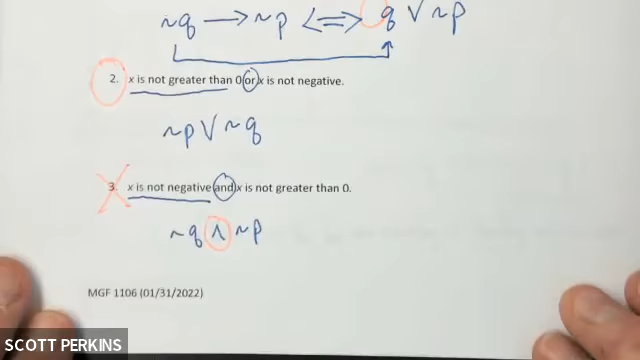 ~q → ~p <=> q ∨ ~p
2. x is not greater than 0 or x is not negative.
~p ∨ ~q
3. x is not negative and x is not greater than 0.
~q ∧ ~p
MGF 1106 (01/31/2022)
SCOTT PERKINS